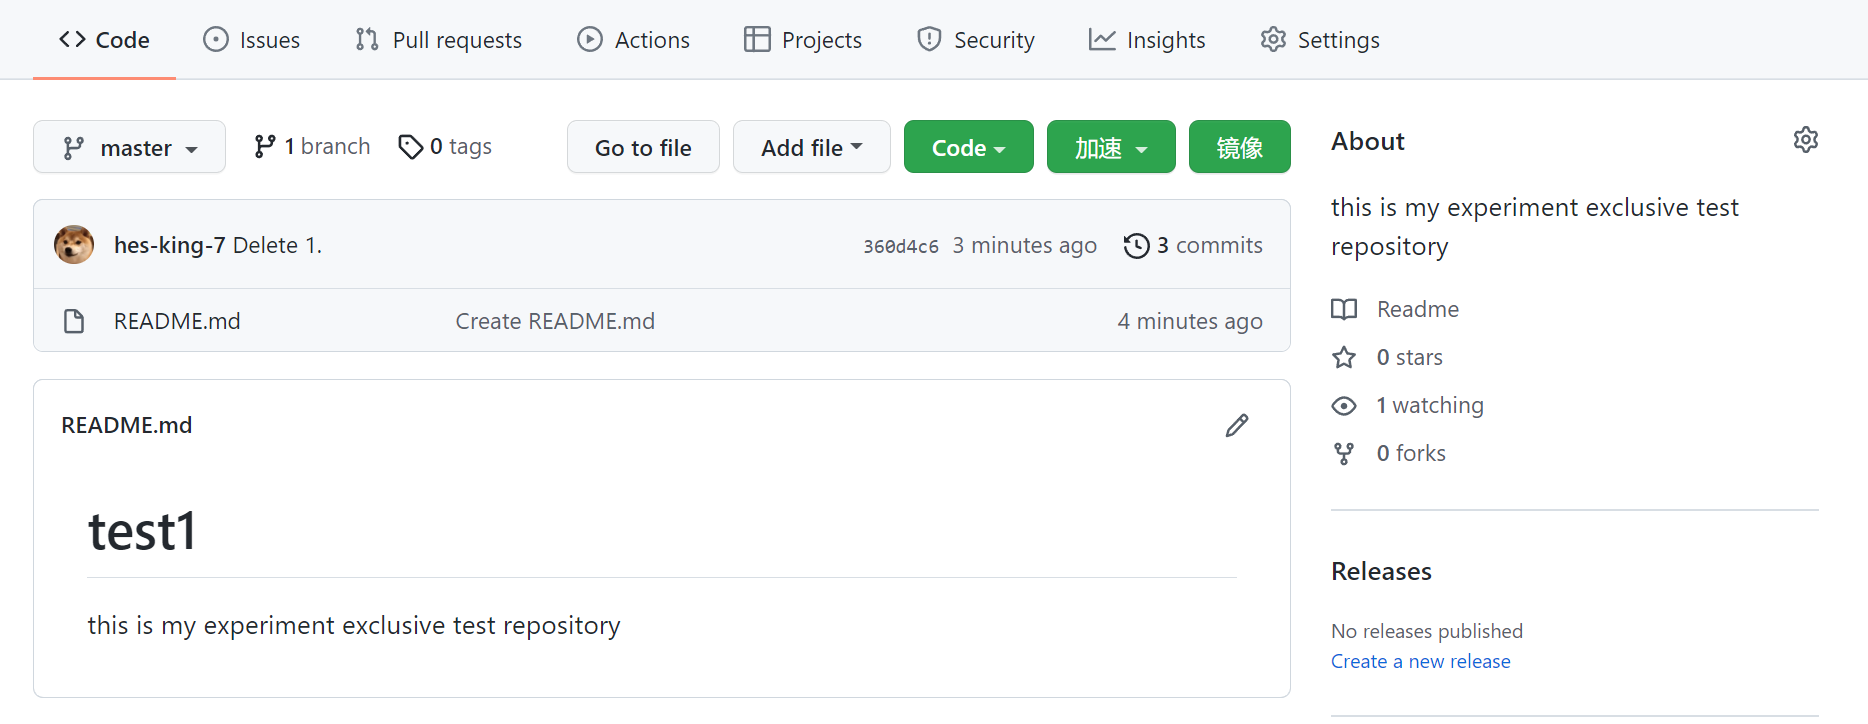 Code Issues Pull requests Actions Projects Security Insights Settings
master 1 branch 0 tags Go to file Add file Code 加速 镜像
hes-king-7 Delete 1. 360d4c6 3 minutes ago 3 commits
README.md Create README.md 4 minutes ago
README.md
test1
this is my experiment exclusive test repository
About
this is my experiment exclusive test
repository
Readme
0 stars
1 watching
0 forks
Releases
No releases published
Create a new release